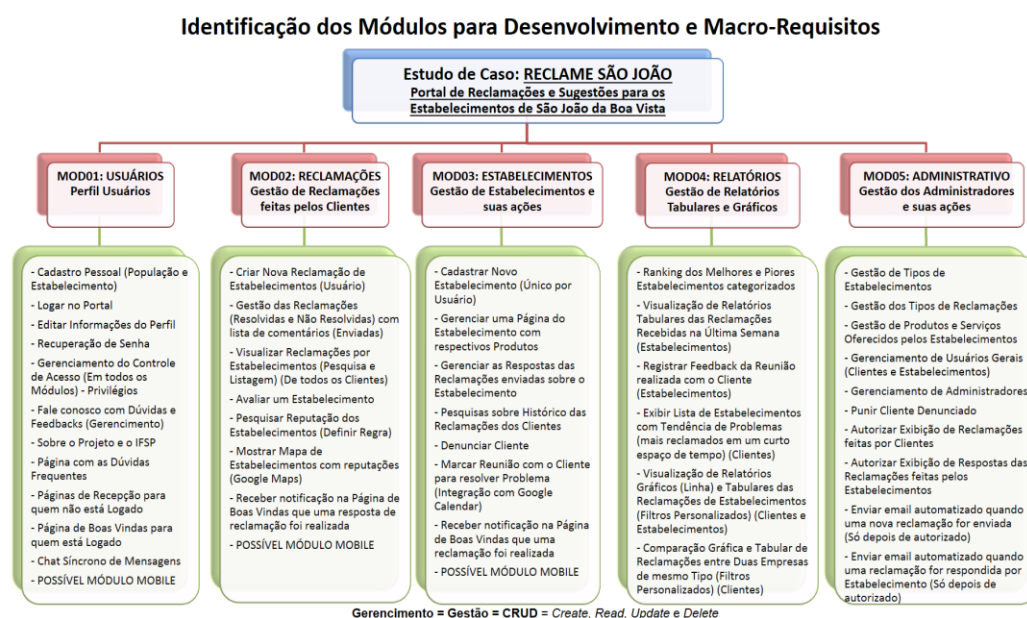 Identificação dos Módulos para Desenvolvimento e Macro-Requisitos
Estudo de Caso: RECLAME SÃO JOÃO
Portal de Reclamações e Sugestões para os
Estabelecimentos de São João da Boa Vista
MOD01: USUÁRIOS
Perfil Usuários
- Cadastro Pessoal (População e
Estabelecimento)
- Logar no Portal
- Editar Informações do Perfil
- Recuperação de Senha
- Gerenciamento do Controle
de Acesso (Em todos os
Módulos) - Privilégios
- Fale conosco com Dúvidas e
Feedbacks (Gerencimento)
- Sobre o Projeto e o IFSP
- Página com as Dúvidas
Frequentes
- Páginas de Recepção para
quem não está Logado
- Página de Boas Vindas para
quem está Logado
- Chat Síncrono de Mensagens
- POSSÍVEL MÓDULO MOBILE
MOD02: RECLAMAÇÕES
Gestão de Reclamações
feitas pelos Clientes
- Criar Nova Reclamação de
Estabelecimentos (Usuário)
- Gestão das Reclamações
(Resolvidas e Não Resolvidas) com
lista de comentários (Enviadas)
- Visualizar Reclamações por
Estabelecimentos (Pesquisa e
Listagem) (De todos os Clientes)
- Avaliar um Estabelecimento
- Pesquisar Reputação dos
Estabelecimentos (Definir Regra)
- Mostrar Mapa de
Estabelecimentos com reputações
(Google Maps)
- Receber notificação na Página de
Boas Vindas que uma resposta de
reclamação foi realizada
- POSSÍVEL MÓDULO MOBILE
MOD03: ESTABELECIMENTOS
Gestão de Estabelecimentos e
suas ações
- Cadastrar Novo
Estabelecimento (Único por
Usuário)
- Gerenciar uma Página do
Estabelecimento com
respectivos Produtos
- Gerenciar as Respostas das
Reclamações enviadas sobre o
Estabelecimento
- Pesquisas sobre Histórico das
Reclamações dos Clientes
- Denunciar Cliente
- Marcar Reunião com o Cliente
para resolver Problema
(Integração com Google
Calendar)
- Receber notificação na Página
de Boas Vindas que uma
reclamação foi realizada
- POSSÍVEL MÓDULO MOBILE
MOD04: RELATÓRIOS
Gestão de Relatórios
Tabulares e Gráficos
- Ranking dos Melhores e Piores
Estabelecimentos categorizados
- Visualização de Relatórios
Tabulares das Reclamações
Recebidas na Última Semana
(Estabelecimentos)
- Registrar Feedback da Reunião
realizada com o Cliente
(Estabelecimentos)
- Exibir Lista de Estabelecimentos
com Tendência de Problemas
(mais reclamados em um curto
espaço de tempo) (Clientes)
- Visualização de Relatórios
Gráficos (Linha) e Tabulares das
Reclamações de Estabelecimentos
(Filtros Personalizados) (Clientes e
Estabelecimentos)
- Comparação Gráfica e Tabular de
Reclamações entre Duas Empresas
de mesmo Tipo (Filtros
Personalizados) (Clientes)
MOD05: ADMINISTRATIVO
Gestão dos Administradores
e suas ações
- Gestão de Tipos de
Estabelecimentos
- Gestão dos Tipos de Reclamações
- Gestão de Produtos e Serviços
Oferecidos pelos Estabelecimentos
- Gerenciamento de Usuários Gerais
(Clientes e Estabelecimentos)
- Gerenciamento de Administradores
- Punir Cliente Denunciado
- Autorizar Exibição de Reclamações
feitas por Clientes
- Autorizar Exibição de Respostas das
Reclamações feitas pelos
Estabelecimentos
- Enviar email automatizado quando
uma nova reclamação for enviada
(Só depois de autorizado)
- Enviar email automatizado quando
uma reclamação for respondida por
Estabelecimento (Só depois de
autorizado)
Gerencimento = Gestão = CRUD = Create, Read, Update e Delete